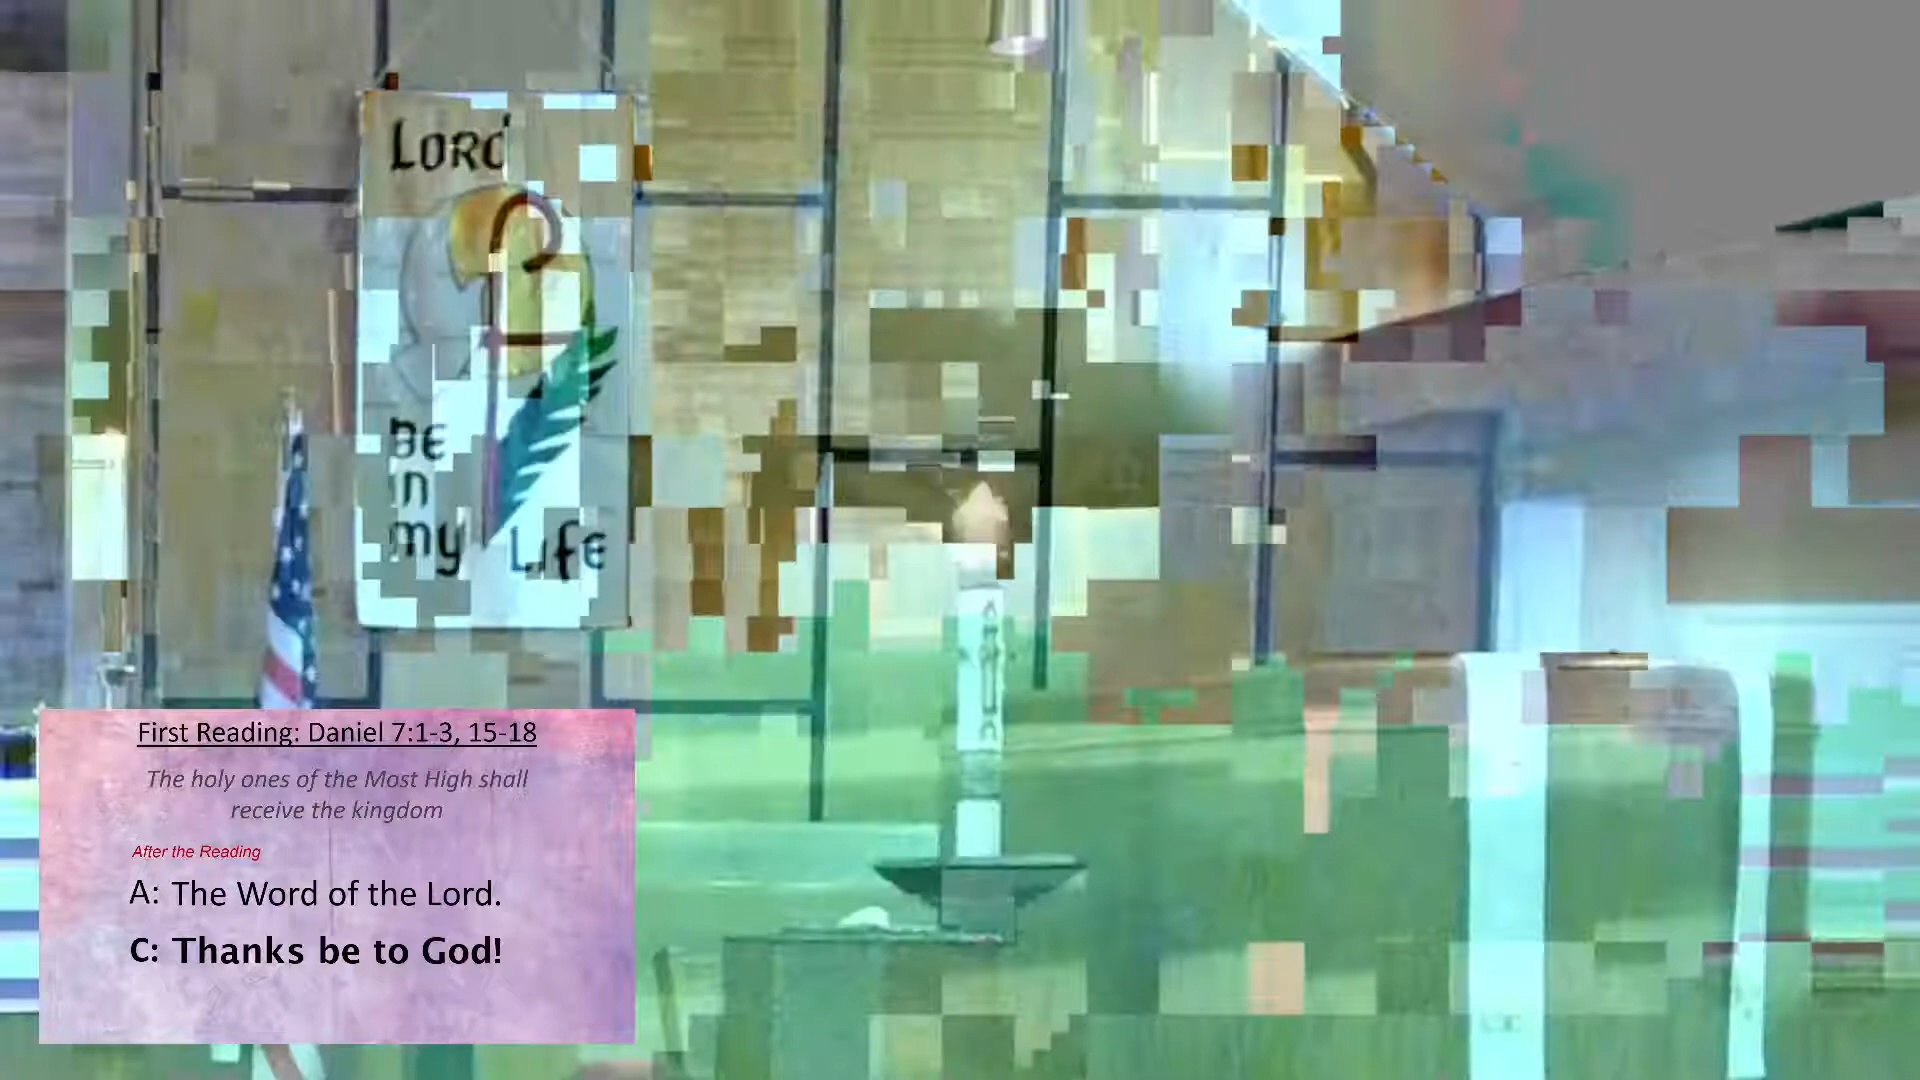 LORD
BE
in
my Life
First Reading: Daniel 7:1-3, 15-18
The holy ones of the Most High shall
receive the kingdom
After the Reading
A: The Word of the Lord.
C: Thanks be to God!